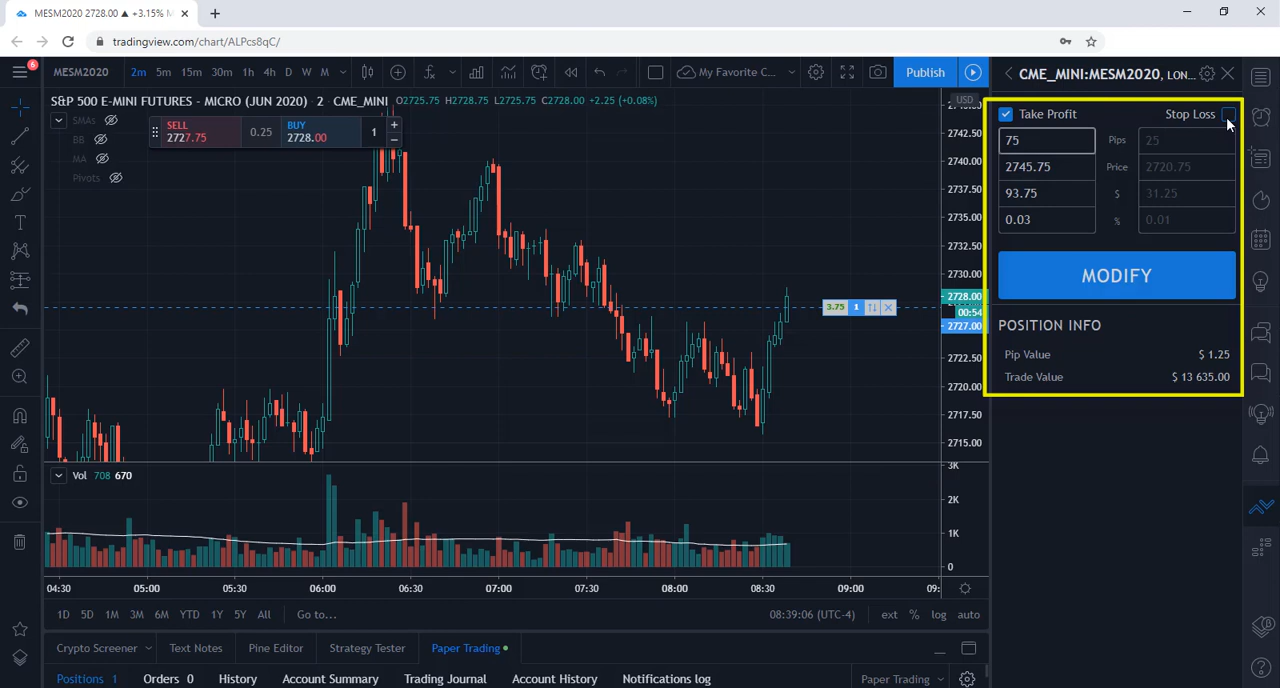 MESM2020 2728.00 ▲ +3.15% M
tradingview.com/chart/ALPcs8qC/
6
MESM2020 2m 5m 15m 30m 1h 4h D W M My Favorite C... Publish
CME_MINI:MESM2020, LON...
S&P 500 E-MINI FUTURES - MICRO (JUN 2020) · 2 · CME_MINI O2725.75 H2728.75 L2725.75 C2728.00 +2.25 (+0.08%)
USD
SMAs
BB
MA
Pivots
SELL
2727.75
0.25
BUY
2728.00
1
+
−
2742.50
2740.00
2737.50
2735.00
2732.50
2730.00
2728.00
00:54
2727.00
2722.50
2720.00
2717.50
2715.00
3.75 1
Vol 708 670
3K
2K
1K
0
04:30 05:00 05:30 06:00 06:30 07:00 07:30 08:00 08:30 09:00 09:
1D 5D 1M 3M 6M YTD 1Y 5Y All Go to... 08:39:06 (UTC-4) ext % log auto
Crypto Screener Text Notes Pine Editor Strategy Tester Paper Trading
Positions 1 Orders 0 History Account Summary Trading Journal Account History Notifications log Paper Trading
Take Profit Stop Loss
75 Pips 25
2745.75 Price 2720.75
93.75 $ 31.25
0.03 % 0.01
MODIFY
POSITION INFO
Pip Value $ 1.25
Trade Value $ 13 635.00